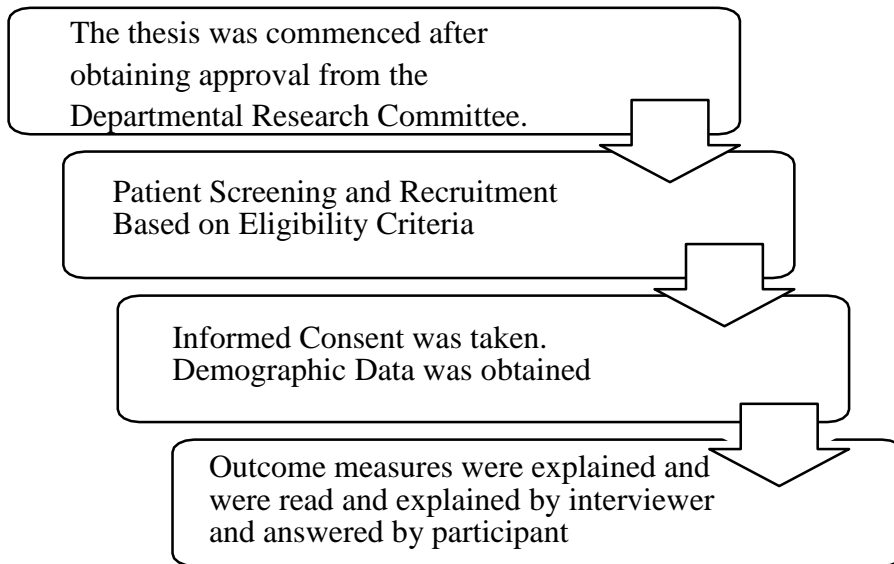 The thesis was commenced after
obtaining approval from the
Departmental Research Committee.
Patient Screening and Recruitment
Based on Eligibility Criteria
Informed Consent was taken.
Demographic Data was obtained
Outcome measures were explained and
were read and explained by interviewer
and answered by participant